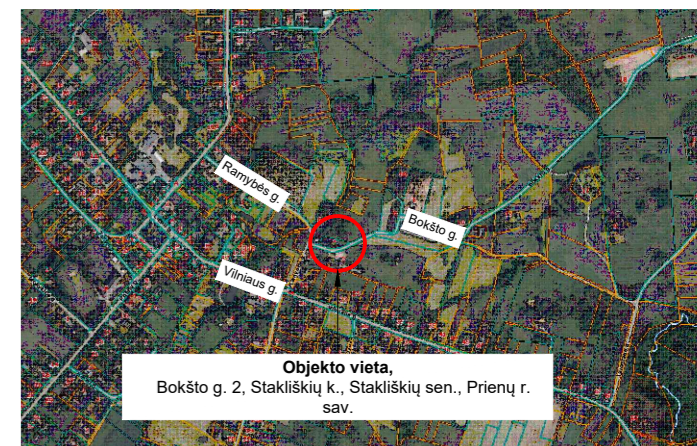 Ramybės g.
Bokšto g.
Vilniaus g.
Objekto vieta,
Bokšto g. 2, Stakliškių k., Stakliškių sen., Prienų r.
sav.